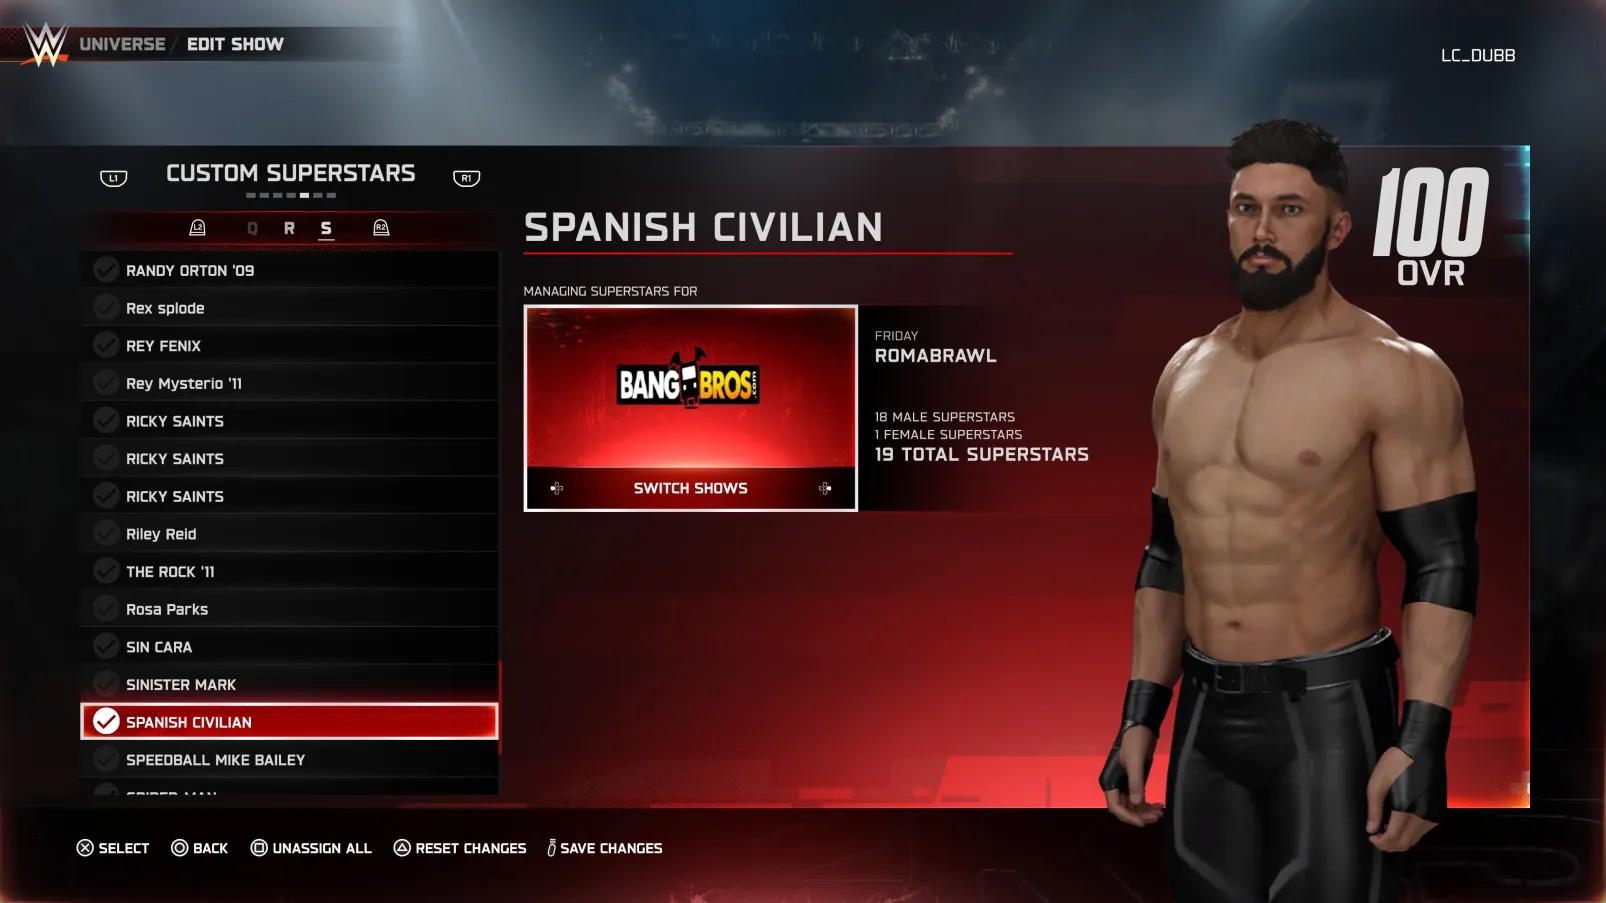 UNIVERSE / EDIT SHOW
LC_DUBB
L1
CUSTOM SUPERSTARS
R1
L2
Q R S
R2
RANDY ORTON '09
Rex splode
REY FENIX
Rey Mysterio '11
RICKY SAINTS
RICKY SAINTS
RICKY SAINTS
Riley Reid
THE ROCK '11
Rosa Parks
SIN CARA
SINISTER MARK
SPANISH CIVILIAN
SPEEDBALL MIKE BAILEY
SPIDER-MAN
SPANISH CIVILIAN
MANAGING SUPERSTARS FOR
BANG BROS.com
SWITCH SHOWS
FRIDAY
ROMABRAWL
18 MALE SUPERSTARS
1 FEMALE SUPERSTARS
19 TOTAL SUPERSTARS
100
OVR
SELECT BACK UNASSIGN ALL RESET CHANGES SAVE CHANGES